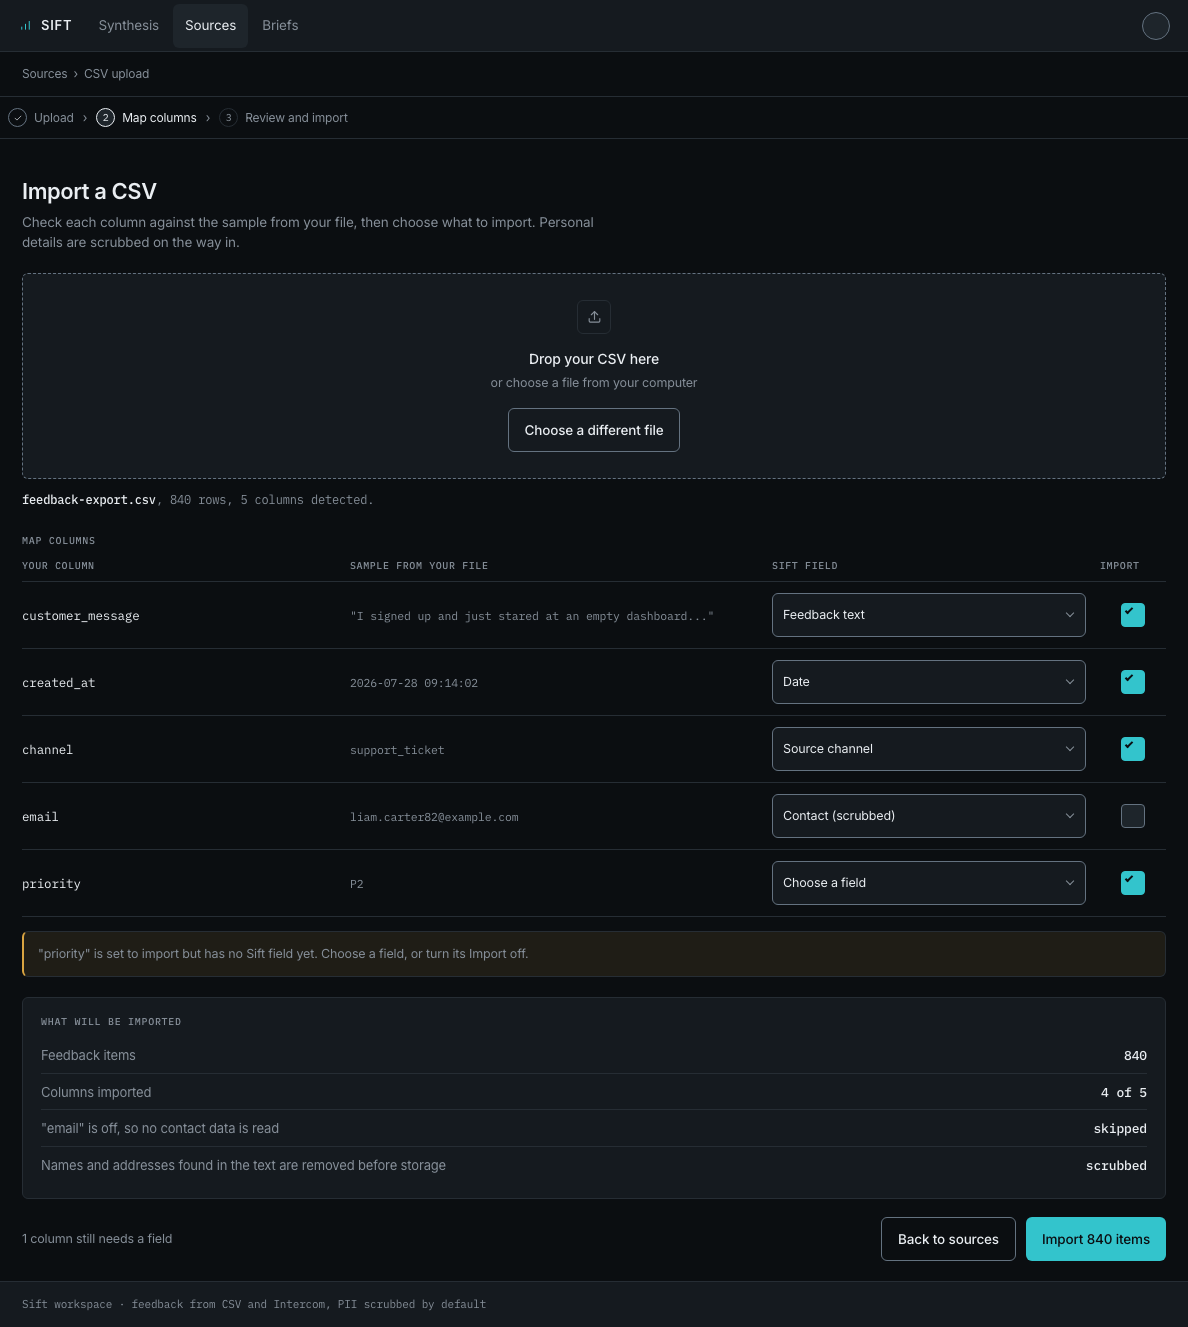 SIFT Synthesis Sources Briefs
Sources › CSV upload
Upload › 2 Map columns › 3 Review and import
Import a CSV
Check each column against the sample from your file, then choose what to import. Personal
details are scrubbed on the way in.
Drop your CSV here
or choose a file from your computer
Choose a different file
feedback-export.csv, 840 rows, 5 columns detected.
MAP COLUMNS
YOUR COLUMN SAMPLE FROM YOUR FILE SIFT FIELD IMPORT
customer_message "I signed up and just stared at an empty dashboard..." Feedback text
created_at 2026-07-28 09:14:02 Date
channel support_ticket Source channel
email liam.carter82@example.com Contact (scrubbed)
priority P2 Choose a field
"priority" is set to import but has no Sift field yet. Choose a field, or turn its Import off.
WHAT WILL BE IMPORTED
Feedback items 840
Columns imported 4 of 5
"email" is off, so no contact data is read skipped
Names and addresses found in the text are removed before storage scrubbed
1 column still needs a field Back to sources Import 840 items
Sift workspace · feedback from CSV and Intercom, PII scrubbed by default